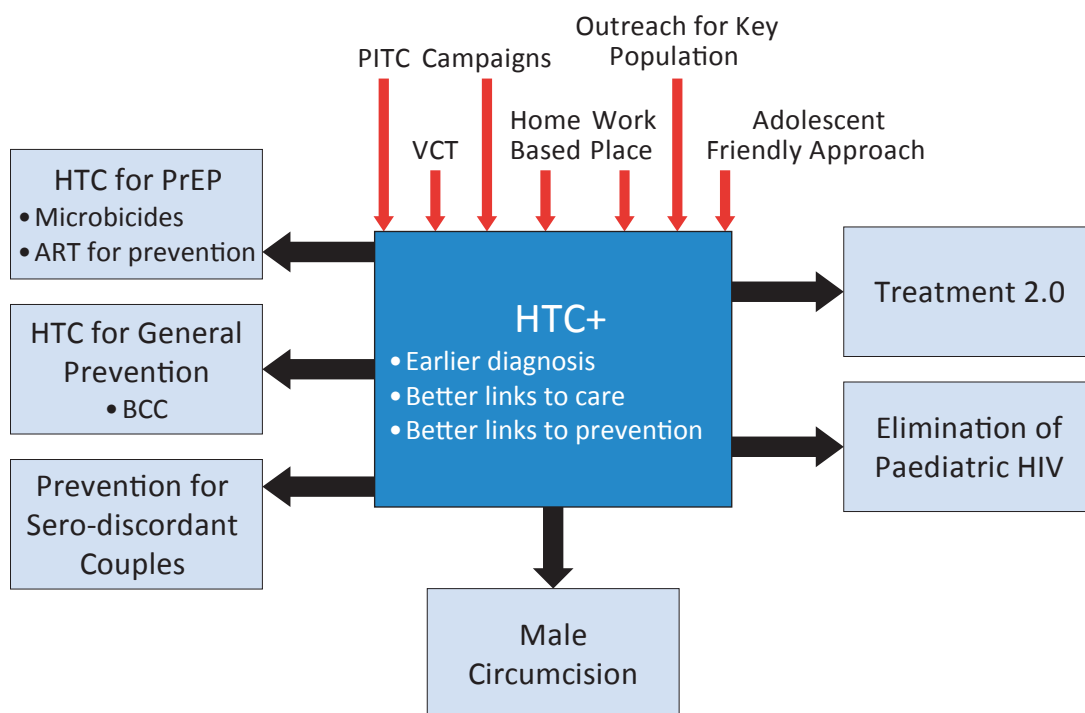 Outreach for Key
Population
PITC Campaigns
VCT
Home Work
Based Place
Adolescent
Friendly Approach
HTC for PrEP
• Microbicides
• ART for prevention
HTC for General
Prevention
• BCC
Prevention for
Sero-discordant
Couples
HTC+
• Earlier diagnosis
• Better links to care
• Better links to prevention
Treatment 2.0
Elimination of
Paediatric HIV
Male
Circumcision